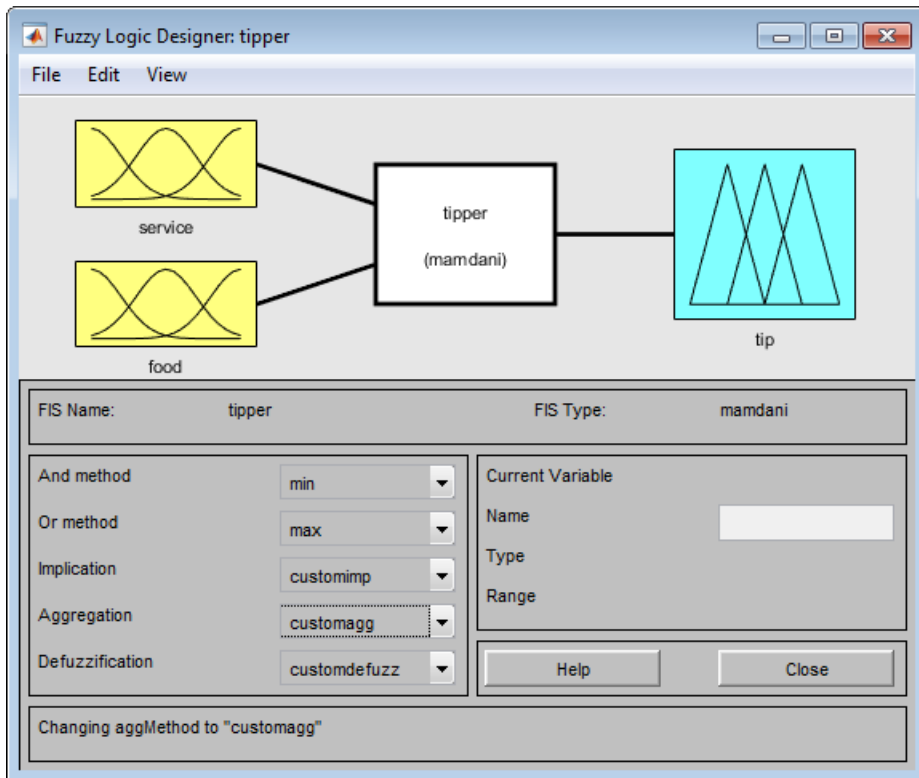 Fuzzy Logic Designer: tipper
File Edit View
service
food
tipper
(mamdani)
tip
FIS Name: tipper FIS Type: mamdani
And method min
Or method max
Implication customimp
Aggregation customagg
Defuzzification customdefuzz
Current Variable
Name
Type
Range
Help Close
Changing aggMethod to "customagg"